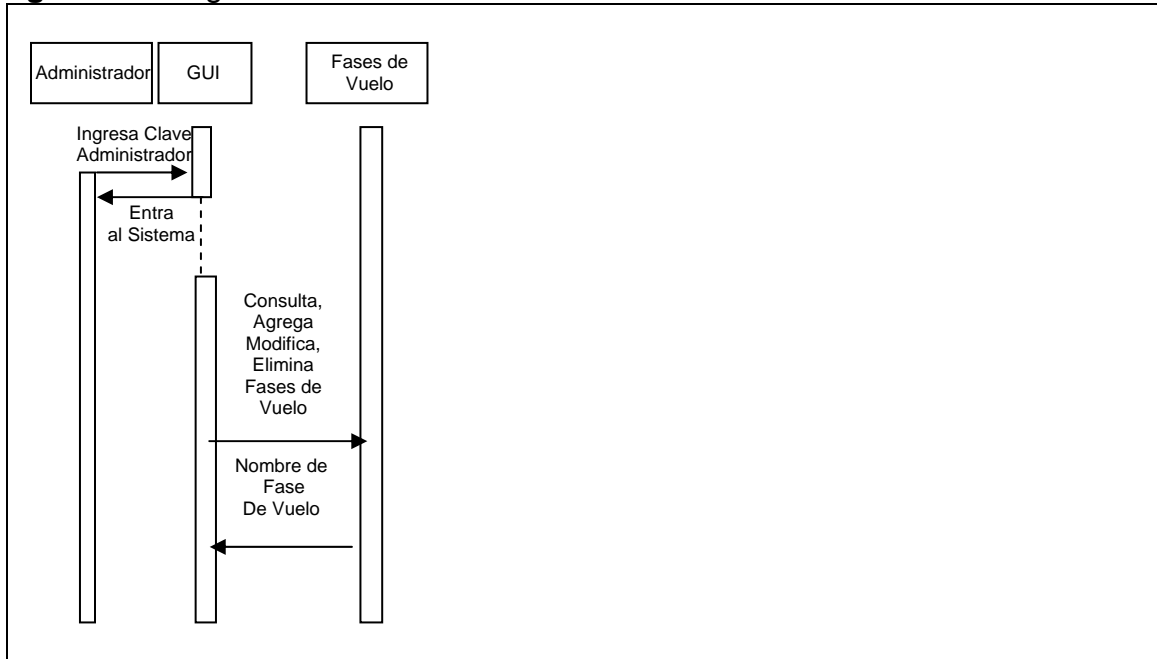 Administrador
GUI
Fases de
Vuelo
Ingresa Clave
Administrador
Entra
al Sistema
Consulta,
Agrega
Modifica,
Elimina
Fases de
Vuelo
Nombre de
Fase
De Vuelo